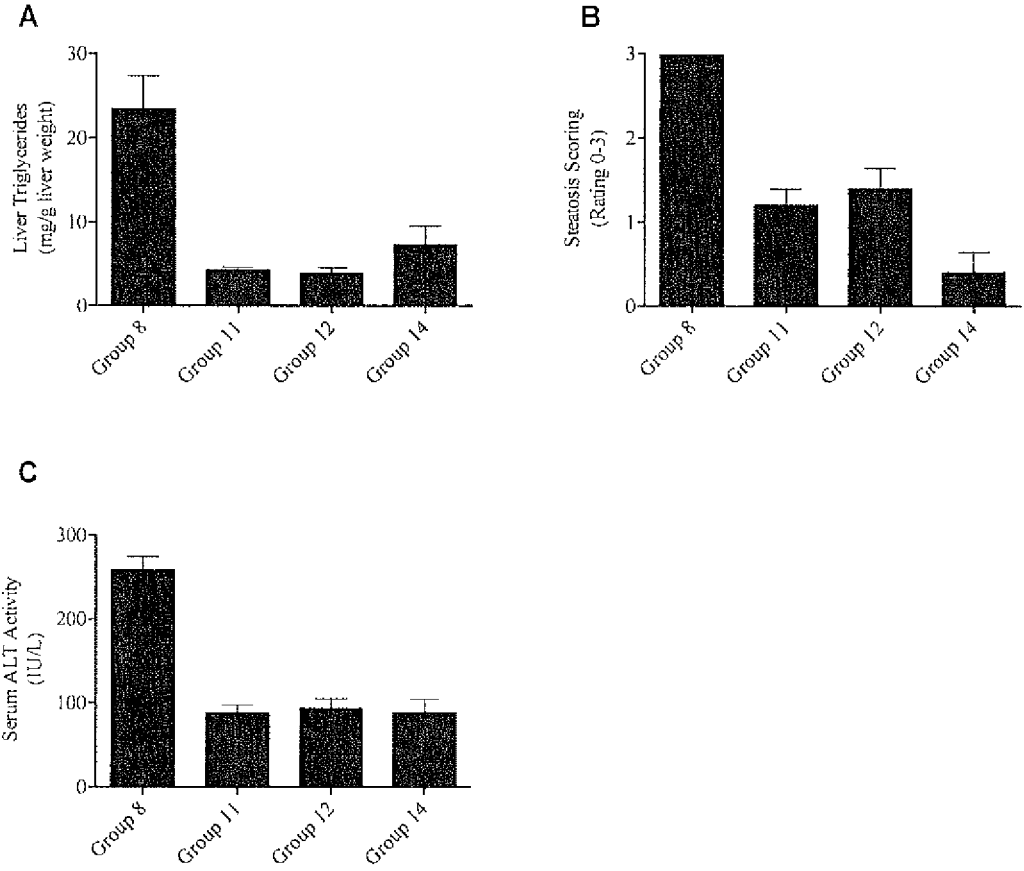 A
Liver Triglycerides
(mg/g liver weight)
30
20
10
0
Group 8
Group 11
Group 12
Group 14
B
Steatosis Scoring
(Rating 0-3)
3
2
1
0
Group 8
Group 11
Group 12
Group 14
C
Serum ALT Activity
(IU/L)
300
200
100
0
Group 8
Group 11
Group 12
Group 14